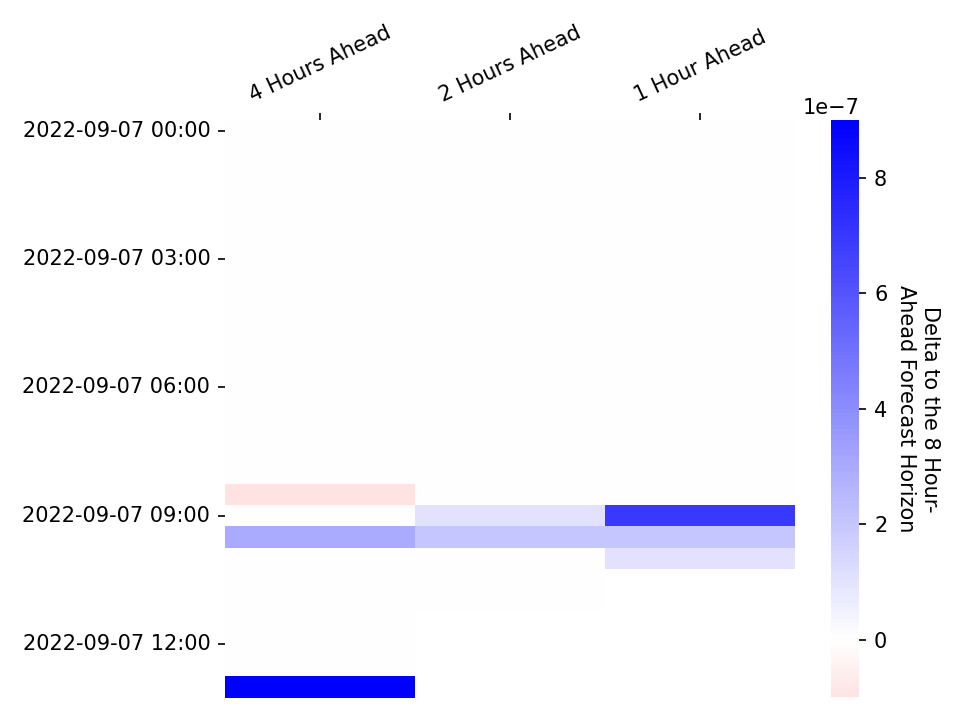 4 Hours Ahead
2 Hours Ahead
1 Hour Ahead
1e−7
2022-09-07 00:00
2022-09-07 03:00
2022-09-07 06:00
2022-09-07 09:00
2022-09-07 12:00
8
6
4
2
0
Delta to the 8 Hour-
Ahead Forecast Horizon